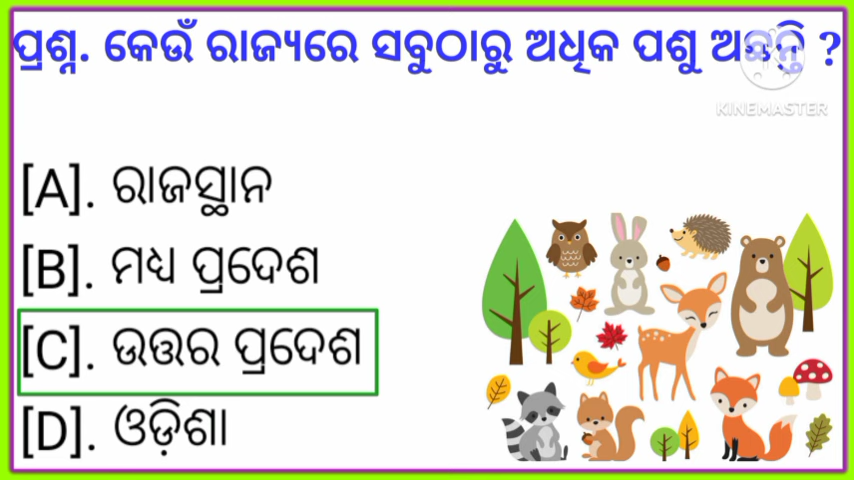 ପ୍ରଶ୍ନ. କେଉଁ ରାଜ୍ୟରେ ସବୁଠାରୁ ଅଧିକ ପଶୁ ଅଛନ୍ତି ?
KINEMASTER
[A]. ରାଜସ୍ଥାନ
[B]. ମଧ୍ୟ ପ୍ରଦେଶ
[C]. ଉତ୍ତର ପ୍ରଦେଶ
[D]. ଓଡ଼ିଶା